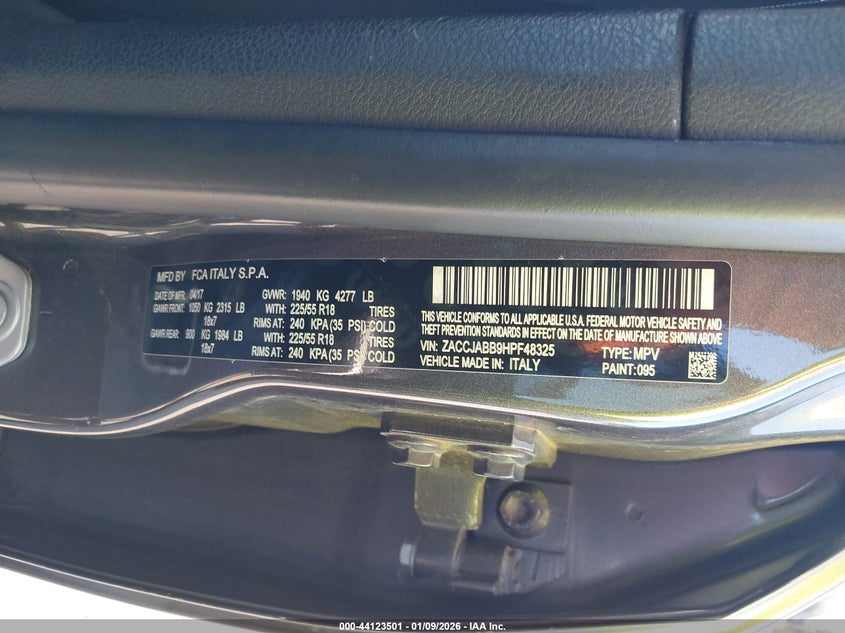 MFD BY FCA ITALY S.P.A.
DATE OF MFR: 04/17 GVWR: 1940 KG 4277 LB
GAWR FRONT: 1050 KG 2315 LB WITH: 225/55 R18 TIRES
18x7 RIMS AT: 240 KPA (35 PSI) COLD
GAWR REAR: 900 KG 1984 LB WITH: 225/55 R18 TIRES
18x7 RIMS AT: 240 KPA (35 PSI) COLD
THIS VEHICLE CONFORMS TO ALL APPLICABLE U.S.A. FEDERAL MOTOR VEHICLE SAFETY AND
THEFT PREVENTION STANDARDS IN EFFECT ON THE DATE OF MANUFACTURE SHOWN ABOVE.
VIN: ZACCJABB9HPF48325 TYPE: MPV
VEHICLE MADE IN: ITALY PAINT:095
000-44123501 | 01/09/2026 - IAA Inc.